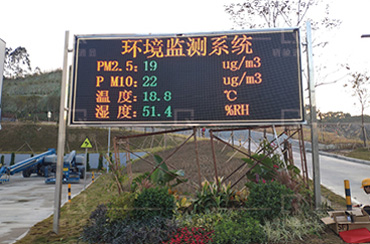 环境监测系统
PM2.5:19 ug/m3
P M10:22 ug/m3
温 度:18.8 ℃
湿 度:51.4 %RH